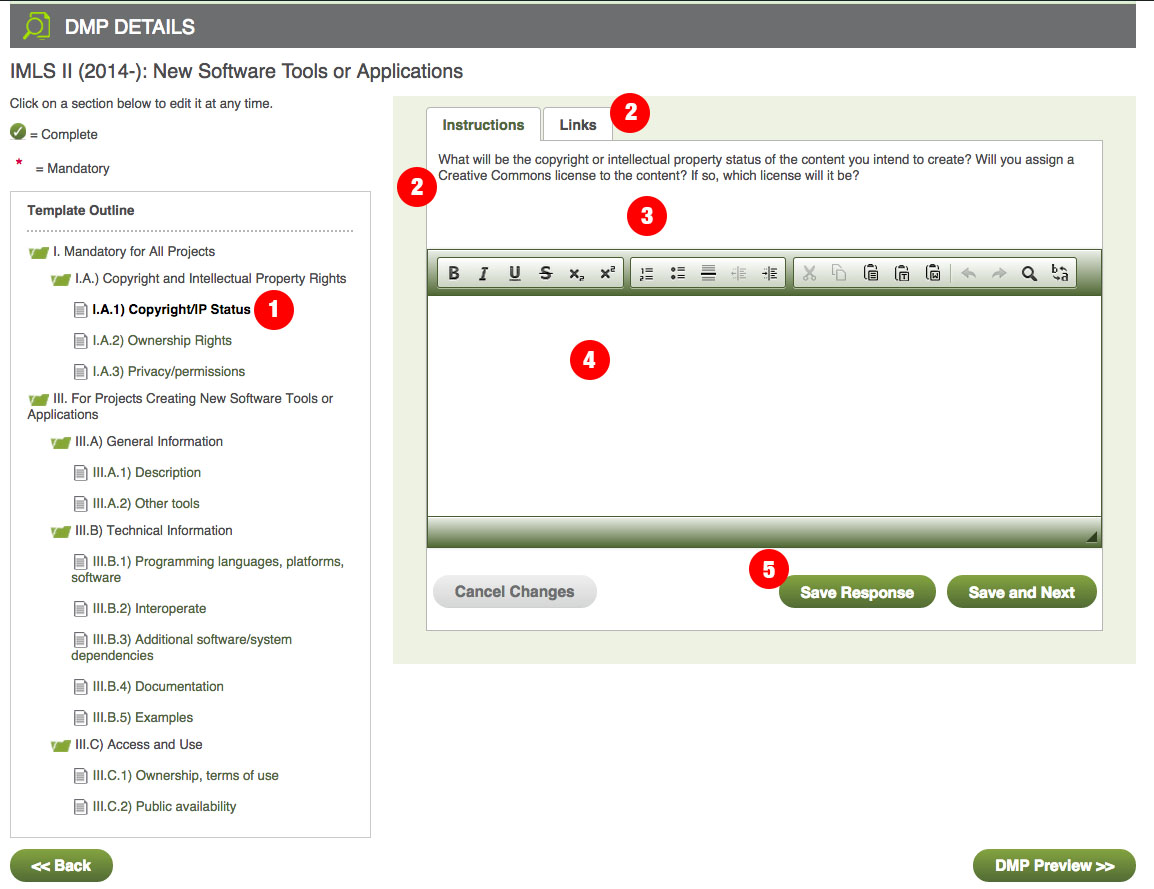 DMP DETAILS
IMLS II (2014-): New Software Tools or Applications
Click on a section below to edit it at any time.
= Complete
* = Mandatory
Template Outline
I. Mandatory for All Projects
I.A.) Copyright and Intellectual Property Rights
I.A.1) Copyright/IP Status 1
I.A.2) Ownership Rights
I.A.3) Privacy/permissions
III. For Projects Creating New Software Tools or
Applications
III.A) General Information
III.A.1) Description
III.A.2) Other tools
III.B) Technical Information
III.B.1) Programming languages, platforms,
software
III.B.2) Interoperate
III.B.3) Additional software/system
dependencies
III.B.4) Documentation
III.B.5) Examples
III.C) Access and Use
III.C.1) Ownership, terms of use
III.C.2) Public availability
Instructions Links 2
What will be the copyright or intellectual property status of the content you intend to create? Will you assign a
2 Creative Commons license to the content? If so, which license will it be?
3
B I U S x₂ x²
4
5
Cancel Changes Save Response Save and Next
<< Back DMP Preview >>